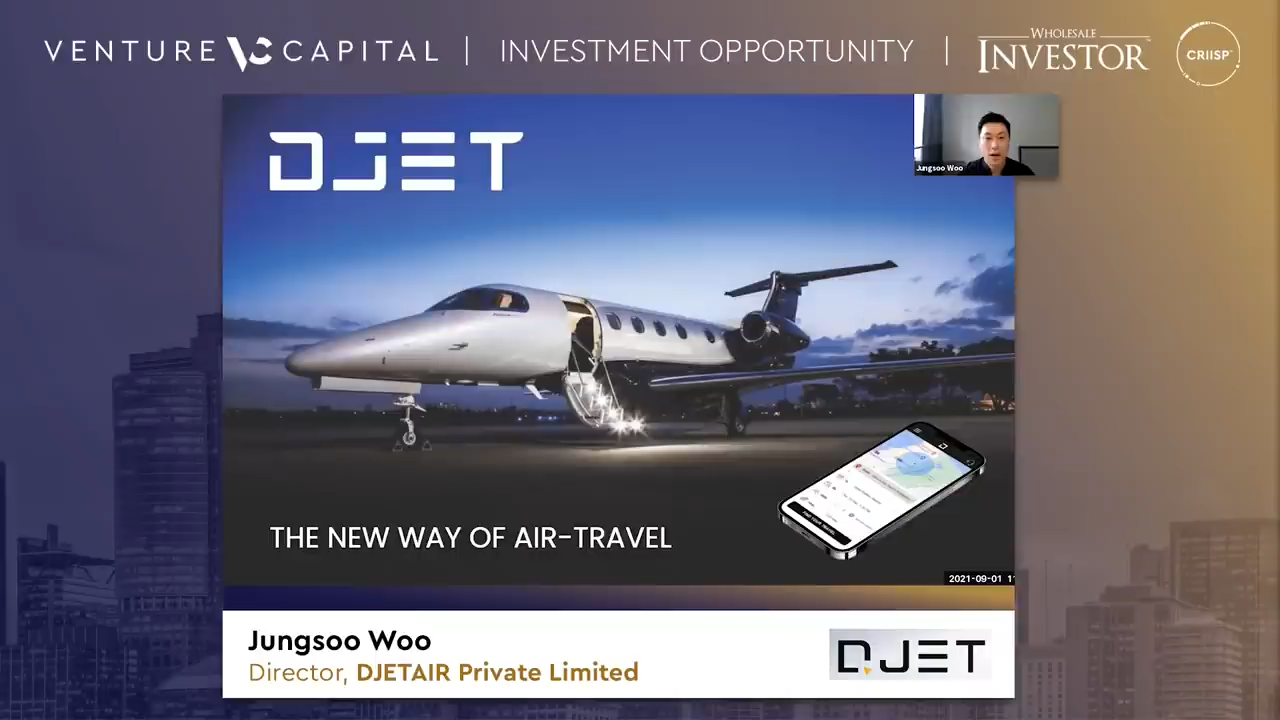 VENTURE VC CAPITAL | INVESTMENT OPPORTUNITY | WHOLESALE INVESTOR
CRIISP
DJET
Jungsoo Woo
THE NEW WAY OF AIR-TRAVEL
2021-09-01 1
Jungsoo Woo
Director, DJETAIR Private Limited
DJET